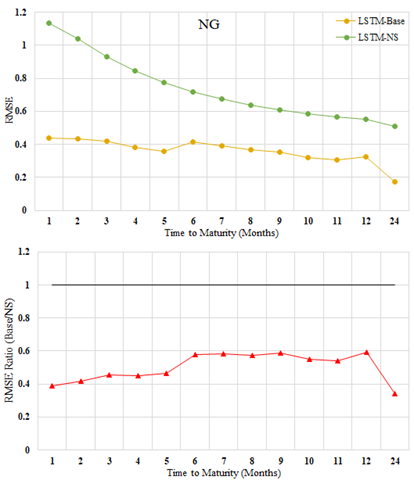 NG
LSTM-Base
LSTM-NS
1.2
1
0.8
0.6
0.4
0.2
0
RMSE
1 2 3 4 5 6 7 8 9 10 11 12 24
Time to Maturity (Months)
1.2
1
0.8
0.6
0.4
0.2
0
RMSE Ratio (Base/NS)
1 2 3 4 5 6 7 8 9 10 11 12 24
Time to Maturity (Months)